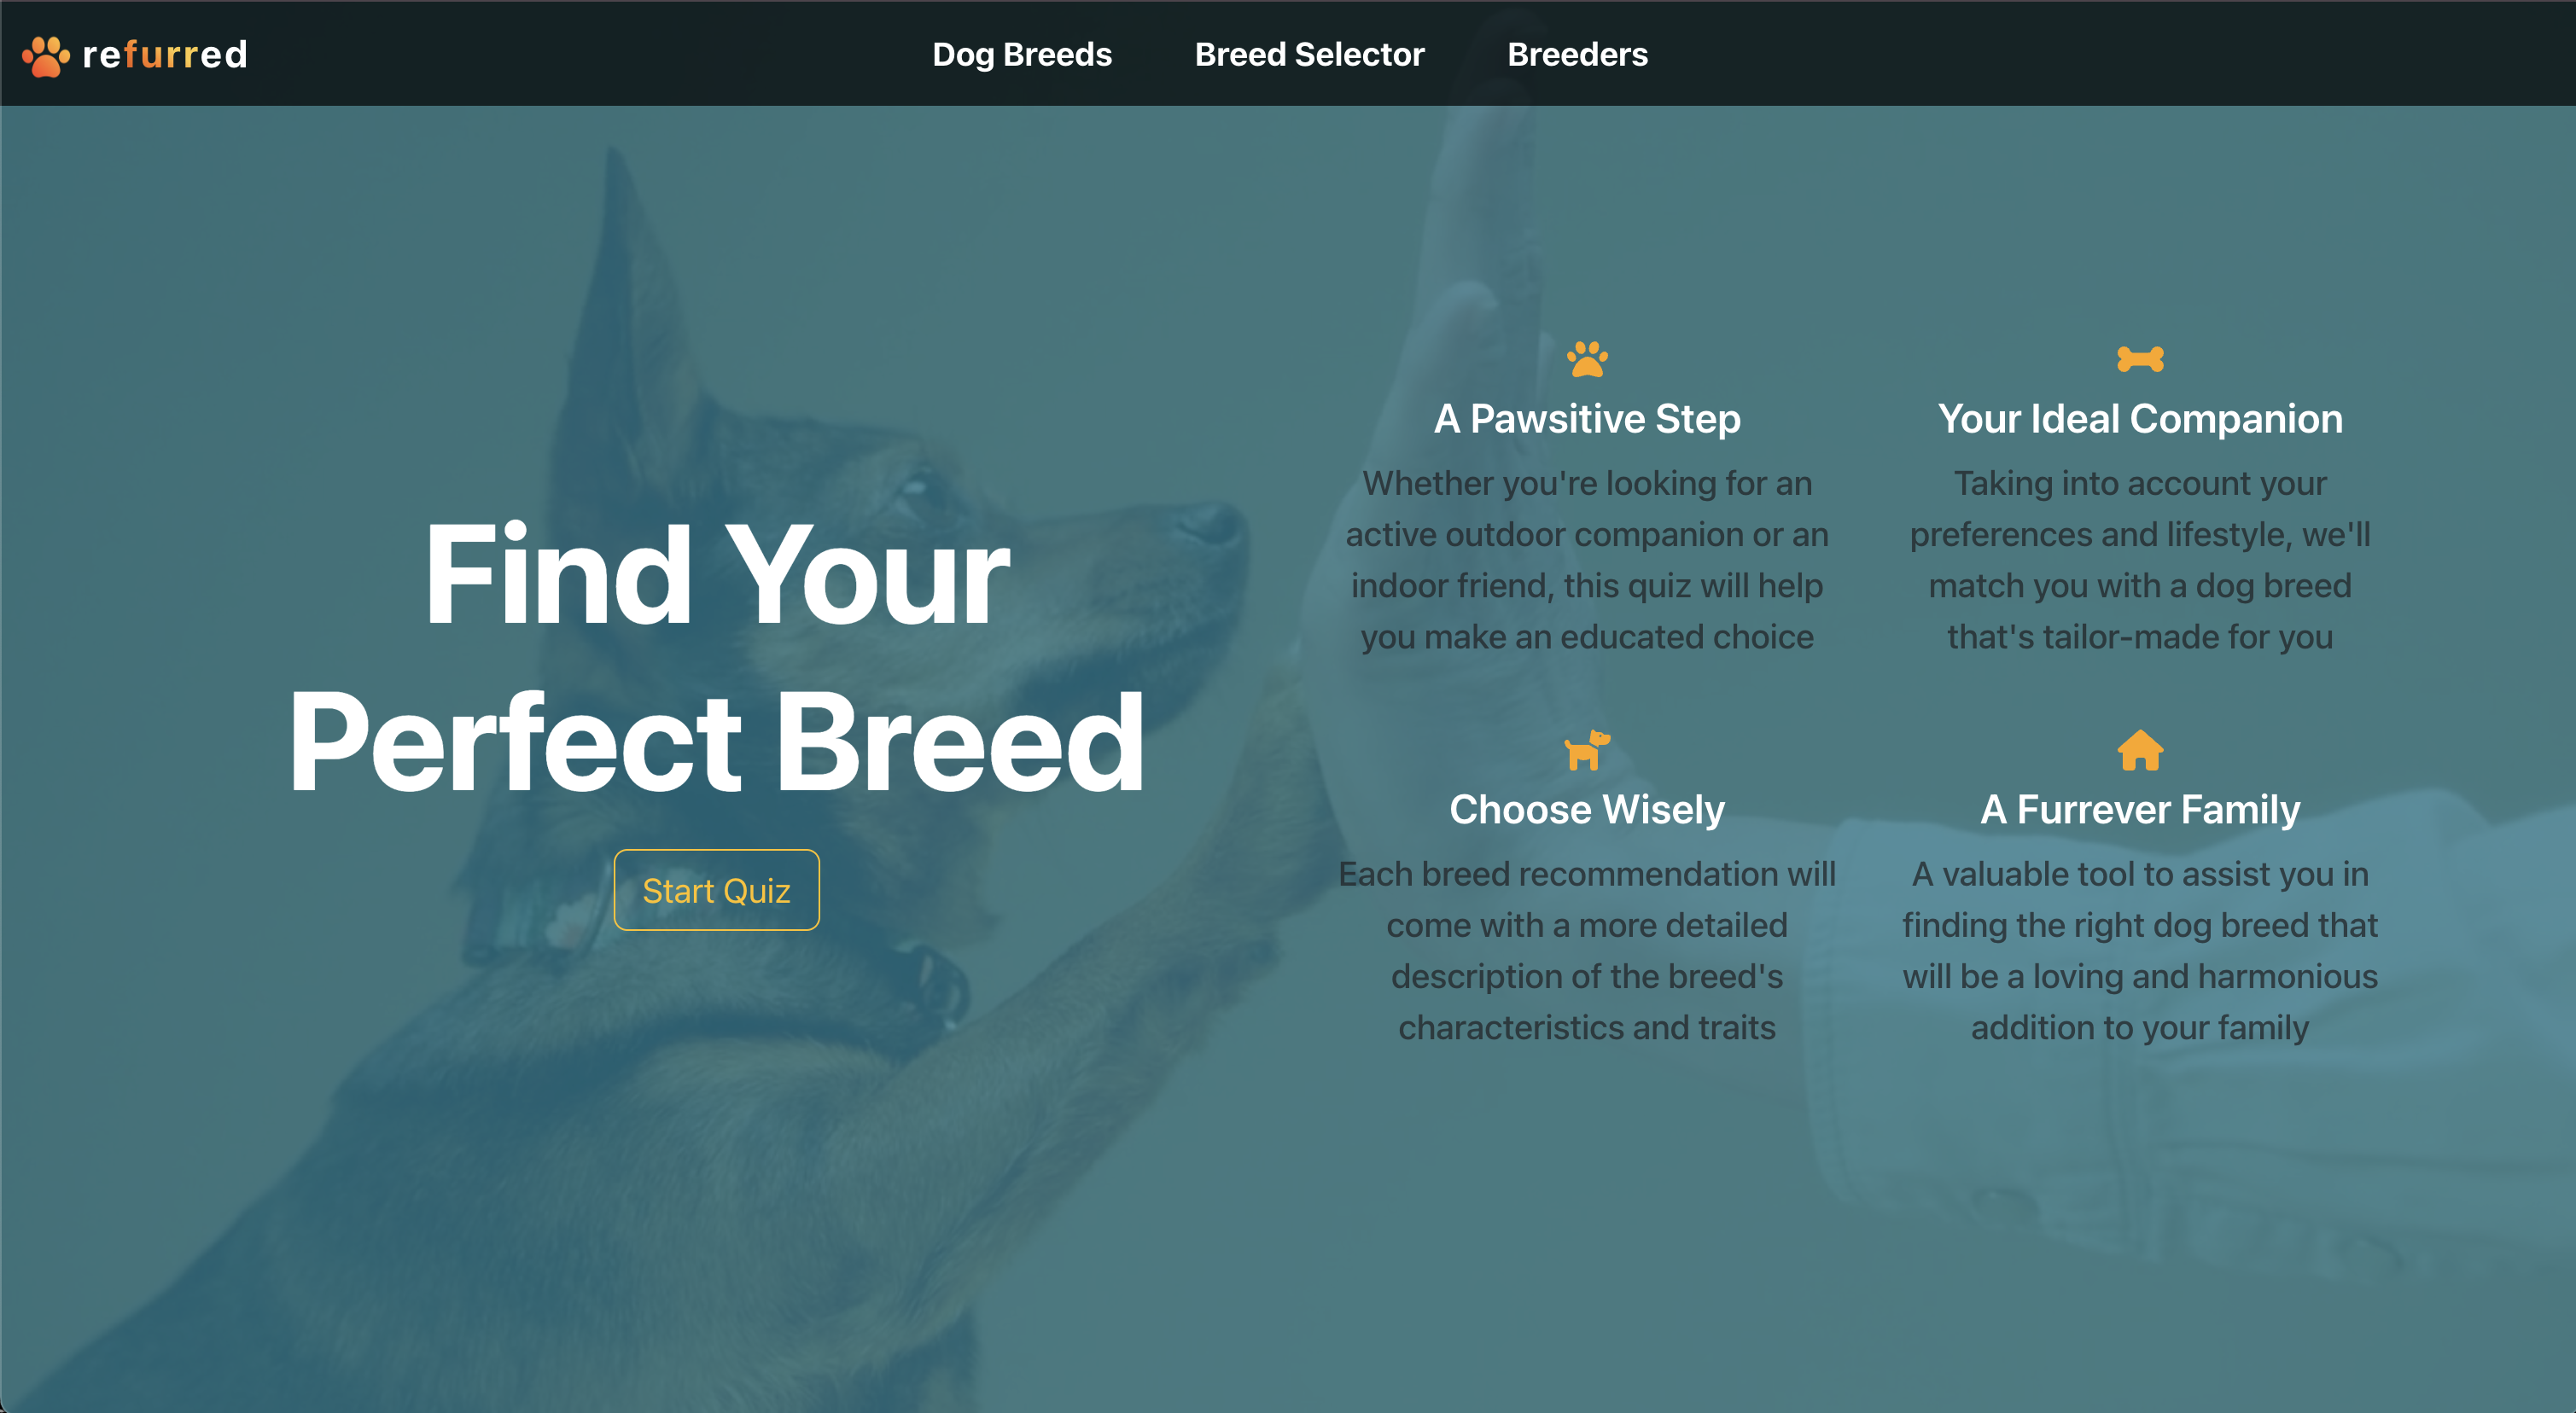 refurred
Dog Breeds
Breed Selector
Breeders
Find Your
Perfect Breed
Start Quiz
A Pawsitive Step
Whether you're looking for an
active outdoor companion or an
indoor friend, this quiz will help
you make an educated choice
Your Ideal Companion
Taking into account your
preferences and lifestyle, we'll
match you with a dog breed
that's tailor-made for you
Choose Wisely
Each breed recommendation will
come with a more detailed
description of the breed's
characteristics and traits
A Furrever Family
A valuable tool to assist you in
finding the right dog breed that
will be a loving and harmonious
addition to your family